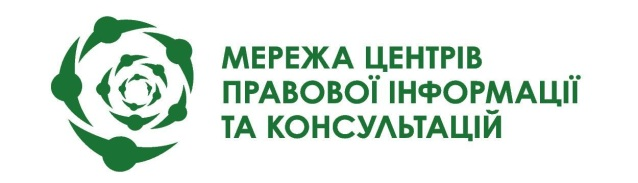 МЕРЕЖА ЦЕНТРІВ
ПРАВОВОЇ ІНФОРМАЦІЇ
ТА КОНСУЛЬТАЦІЙ